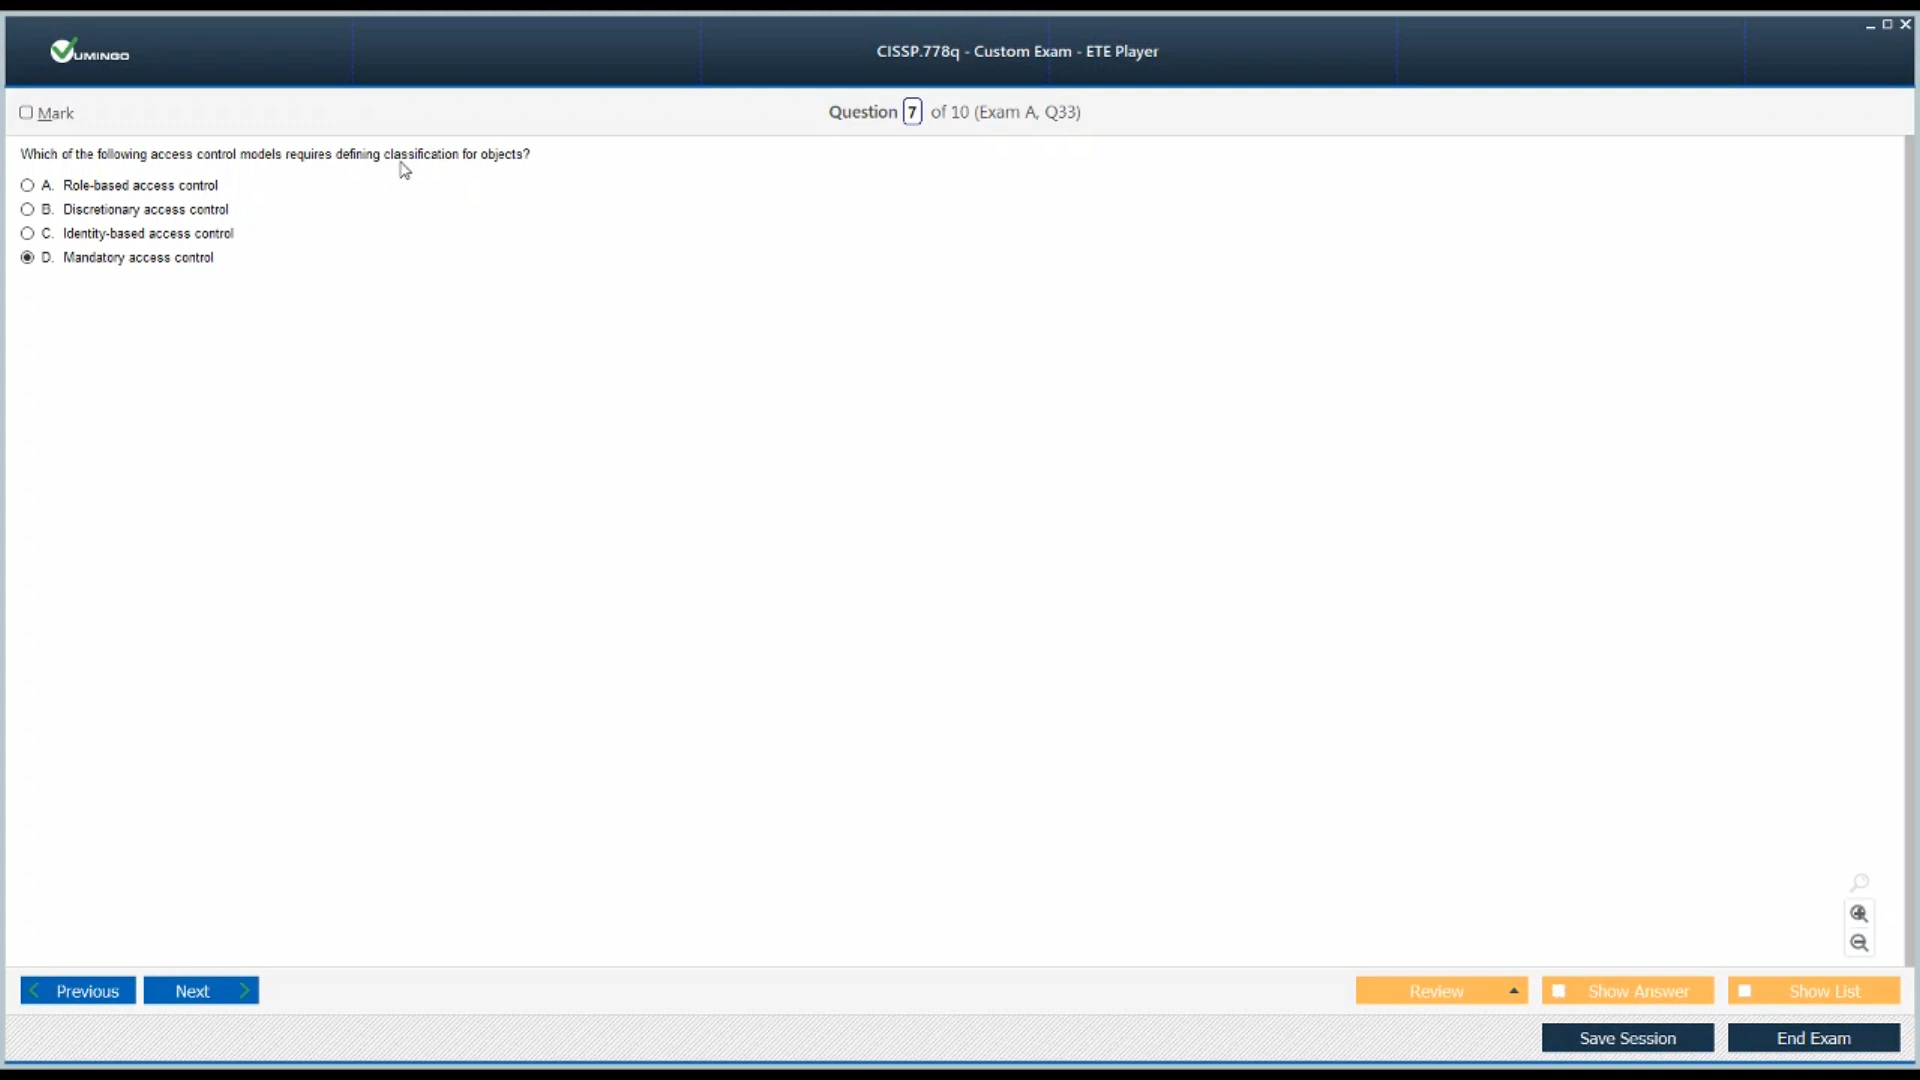 VUMINGO
CISSP.778q - Custom Exam - ETE Player
Mark
Question 7 of 10 (Exam A, Q33)
Which of the following access control models requires defining classification for objects?
A. Role-based access control
B. Discretionary access control
C. Identity-based access control
D. Mandatory access control
Previous
Next
Review
Show Answer
Show List
Save Session
End Exam